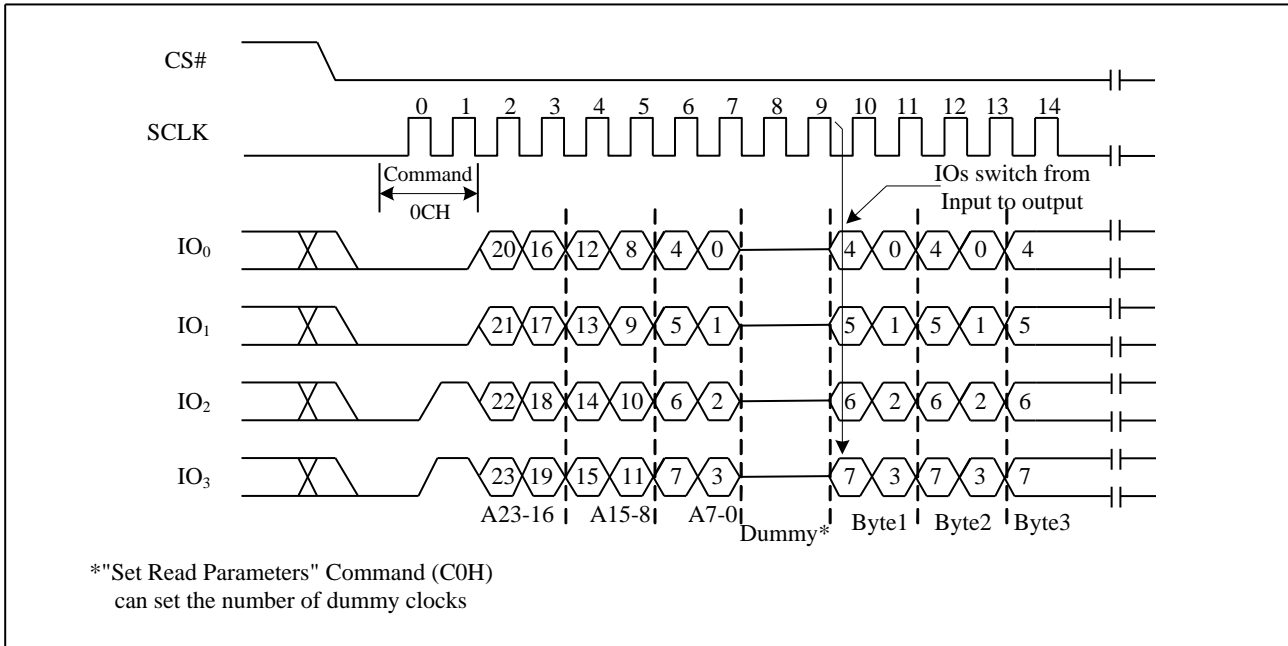 CS#
0 1 2 3 4 5 6 7 8 9 10 11 12 13 14
SCLK
Command
0CH
IOs switch from
Input to output
IO₀ 20 16 12 8 4 0 4 0 4 0 4
IO₁ 21 17 13 9 5 1 5 1 5 1 5
IO₂ 22 18 14 10 6 2 6 2 6 2 6
IO₃ 23 19 15 11 7 3 7 3 7 3 7
A23-16 A15-8 A7-0 Dummy* Byte1 Byte2 Byte3
*"Set Read Parameters" Command (C0H)
can set the number of dummy clocks